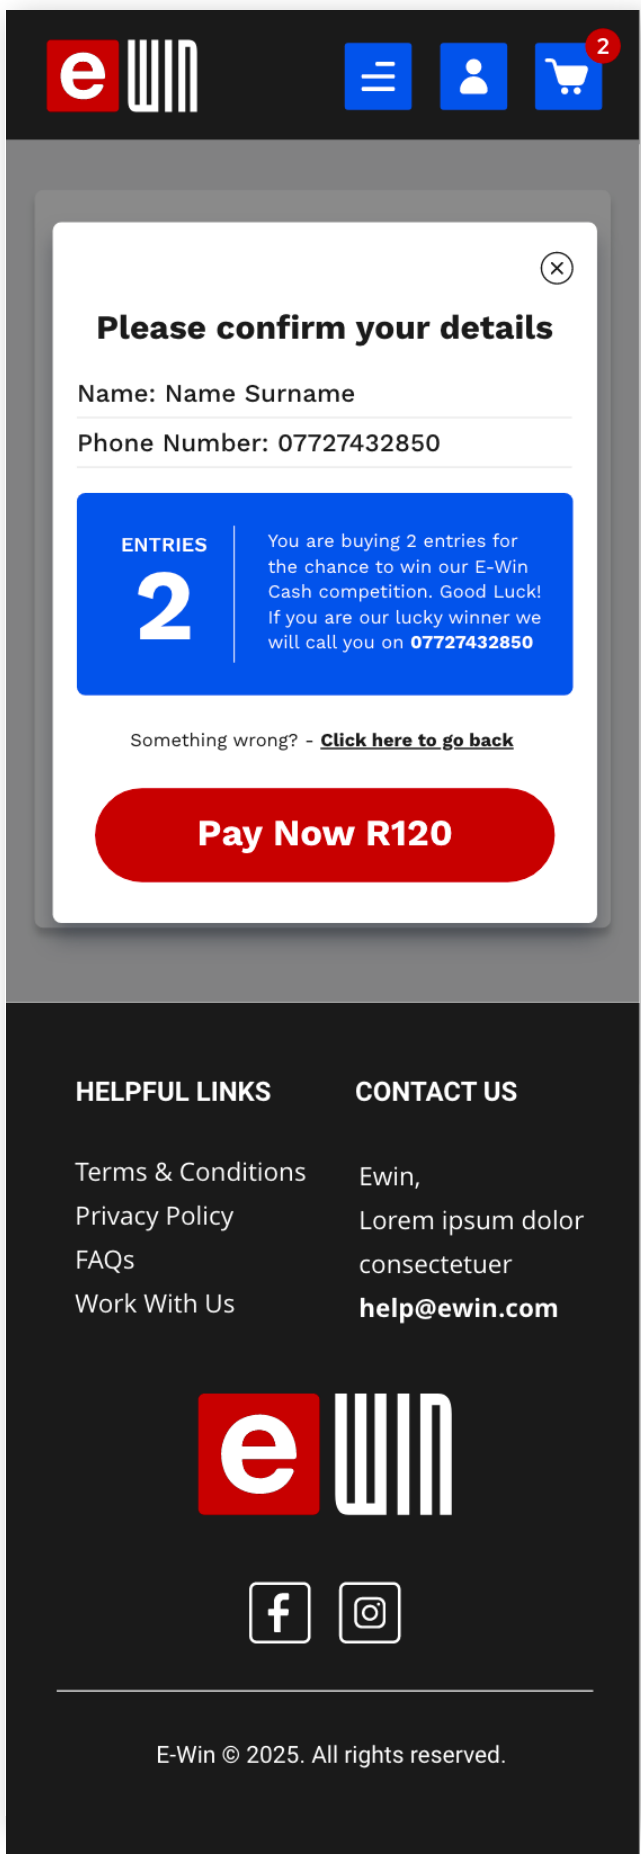 e WIN
2
Please confirm your details
Name: Name Surname
Phone Number: 07727432850
ENTRIES
2
You are buying 2 entries for
the chance to win our E-Win
Cash competition. Good Luck!
If you are our lucky winner we
will call you on 07727432850
Something wrong? - Click here to go back
Pay Now R120
HELPFUL LINKS
Terms & Conditions
Privacy Policy
FAQs
Work With Us
CONTACT US
Ewin,
Lorem ipsum dolor
consectetuer
help@ewin.com
e WIN
E-Win © 2025. All rights reserved.